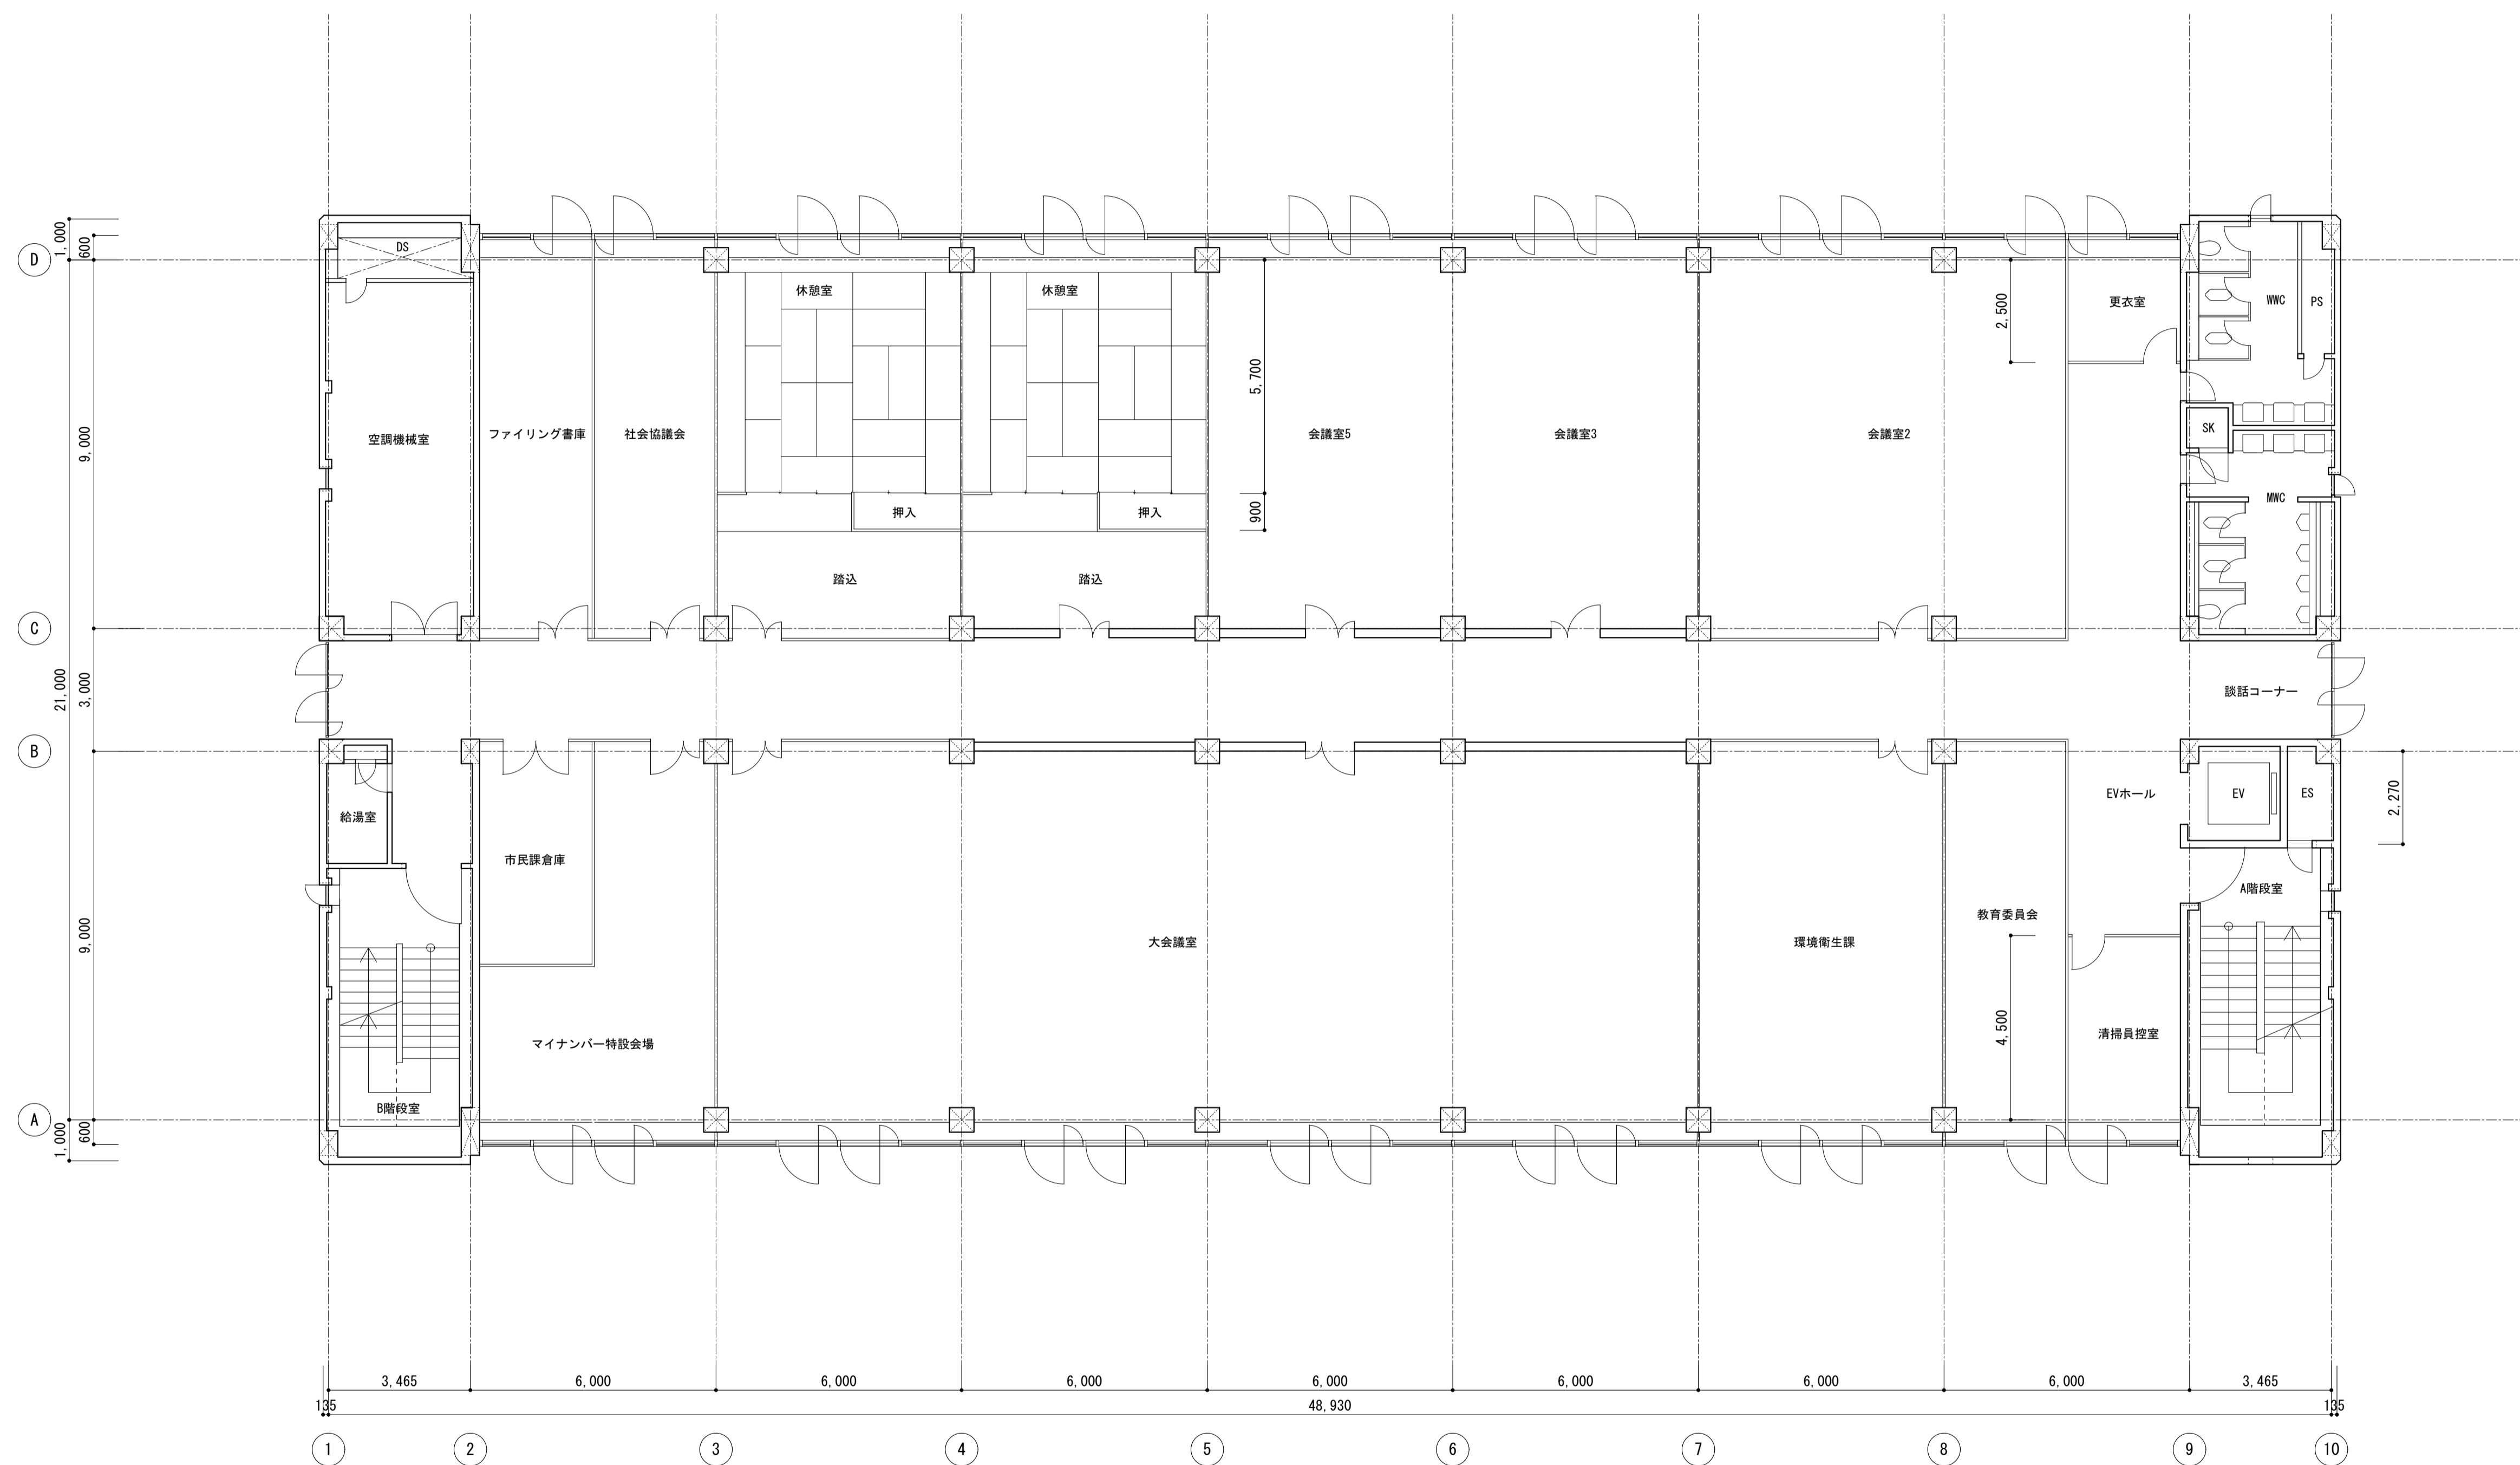 DS
休憩室
休憩室
WWC
PS
更衣室
空調機械室
ファイリング書庫
社会協議会
会議室5
会議室3
会議室2
SK
MWC
押入
押入
踏込
踏込
談話コーナー
給湯室
市民課倉庫
EVホール
EV
ES
A階段室
教育委員会
大会議室
環境衛生課
マイナンバー特設会場
清掃員控室
B階段室
1,000
600
D
9,000
C
21,000
3,000
B
9,000
A
1,000
600
5,700
900
2,500
4,500
2,270
3,465
6,000
6,000
6,000
6,000
6,000
6,000
6,000
3,465
135
48,930
135
1
2
3
4
5
6
7
8
9
10